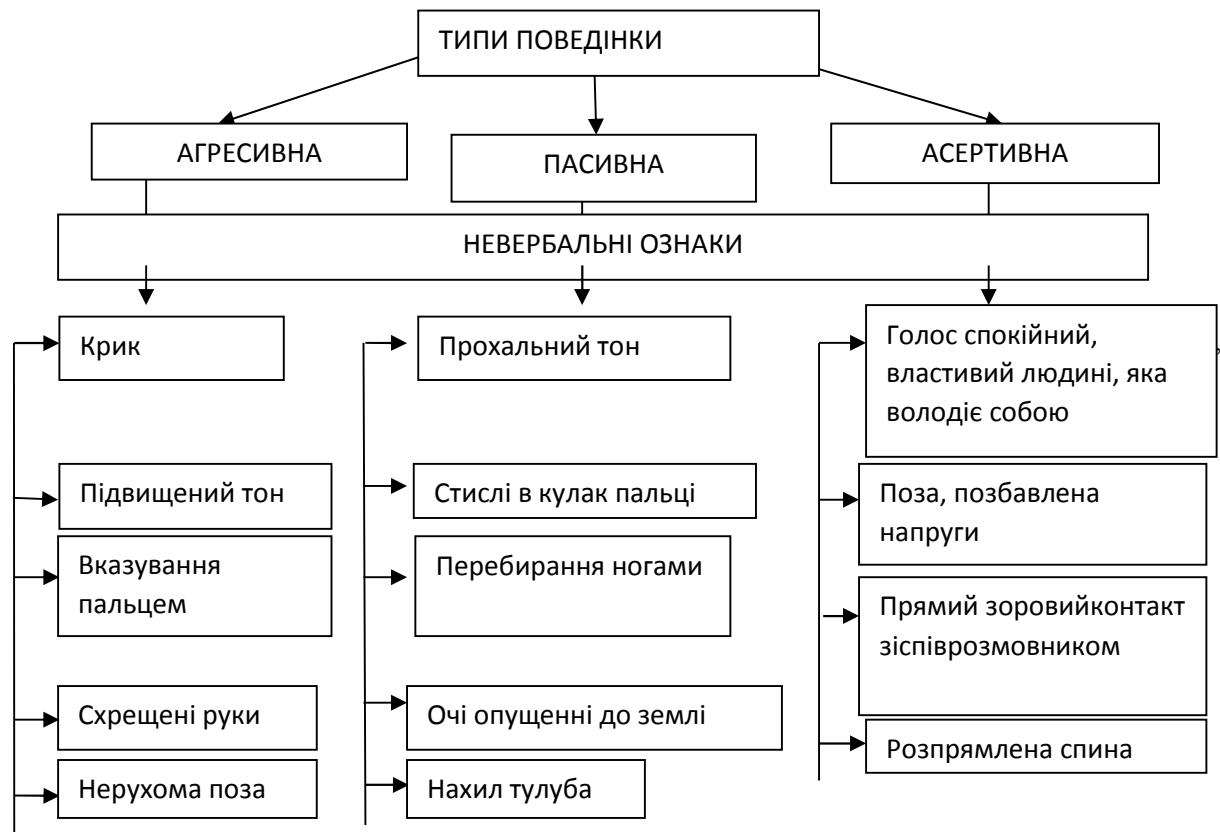 ТИПИ ПОВЕДІНКИ
АГРЕСИВНА
ПАСИВНА
АСЕРТИВНА
НЕВЕРБАЛЬНІ ОЗНАКИ
Крик
Підвищений тон
Вказування
пальцем
Схрещені руки
Нерухома поза
Прохальний тон
Стислі в кулак пальці
Перебирання ногами
Очі опущенні до землі
Нахил тулуба
Голос спокійний,
властивий людині, яка
володіє собою
,
Поза, позбавлена
напруги
Прямий зоровийконтакт
зіспіврозмовником
Розпрямлена спина